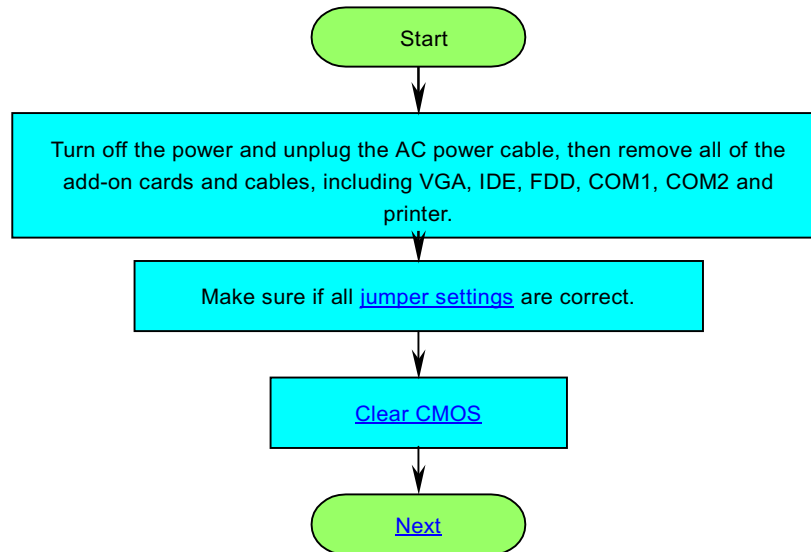 Start
Turn off the power and unplug the AC power cable, then remove all of the
add-on cards and cables, including VGA, IDE, FDD, COM1, COM2 and
printer.
Make sure if all jumper settings are correct.
Clear CMOS
Next